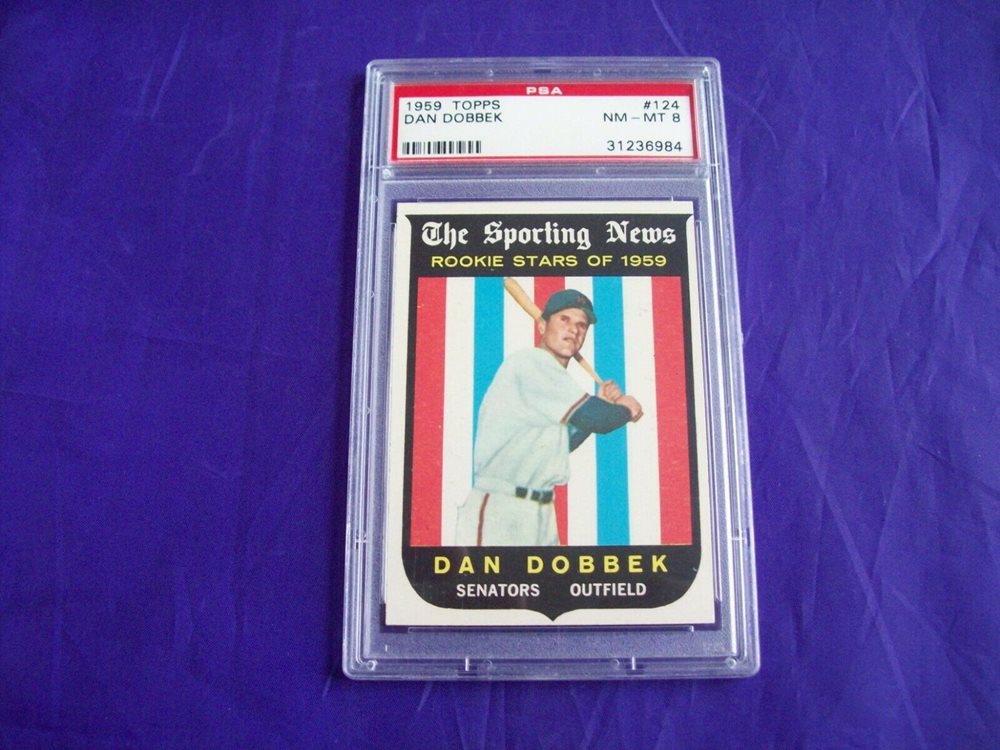 PSA
1959 TOPPS #124
DAN DOBBEK NM-MT 8
31236984
The Sporting News
ROOKIE STARS OF 1959
DAN DOBBEK
SENATORS OUTFIELD